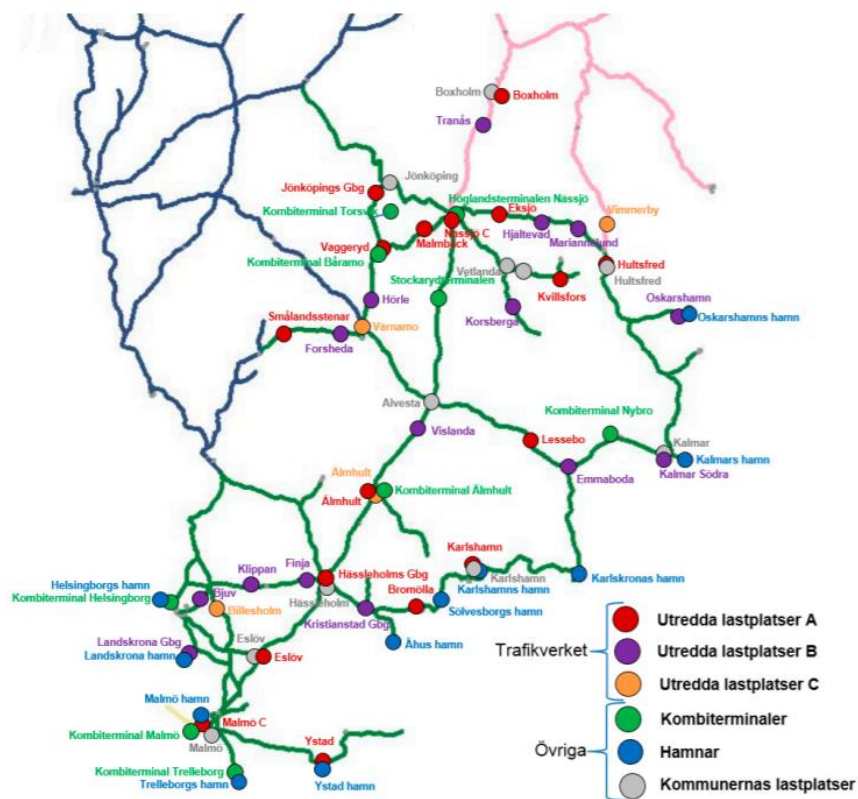 Boxholm
Boxholm
Tranås
Jönköping
Jönköpings Gbg
Höglandsterminalen Nässjö
Kombiterminal Torsvik
Eksjö
Vimmerby
Nässjö C
Hjältevad
Mariannelund
Malmbäck
Vaggeryd
Kombiterminal Båramo
Vetlanda
Hultsfred
Hultsfred
Stockarydterminalen
Kvillsfors
Hörle
Oskarshamn
Smålandsstenar
Värnamo
Korsberga
Oskarshamns hamn
Forsheda
Alvesta
Kombiterminal Nybro
Vislanda
Lessebo
Kalmar
Kalmars hamn
Emmaboda
Kalmar Södra
Älmhult
Kombiterminal Älmhult
Älmhult
Karlshamn
Klippan
Finja
Hässleholms Gbg
Karlshamn
Karlskronas hamn
Helsingborgs hamn
Bjuv
Bromölla
Karlshamns hamn
Kombiterminal Helsingborg
Hässleholm
Billesholm
Sölvesborgs hamn
Kristianstad Gbg
Landskrona Gbg
Eslöv
Åhus hamn
Landskrona hamn
Eslöv
Malmö hamn
Malmö C
Ystad
Kombiterminal Malmö
Malmö
Kombiterminal Trelleborg
Trelleborgs hamn
Ystad hamn
Trafikverket
Utredda lastplatser A
Utredda lastplatser B
Utredda lastplatser C
Övriga
Kombiterminaler
Hamnar
Kommunernas lastplatser